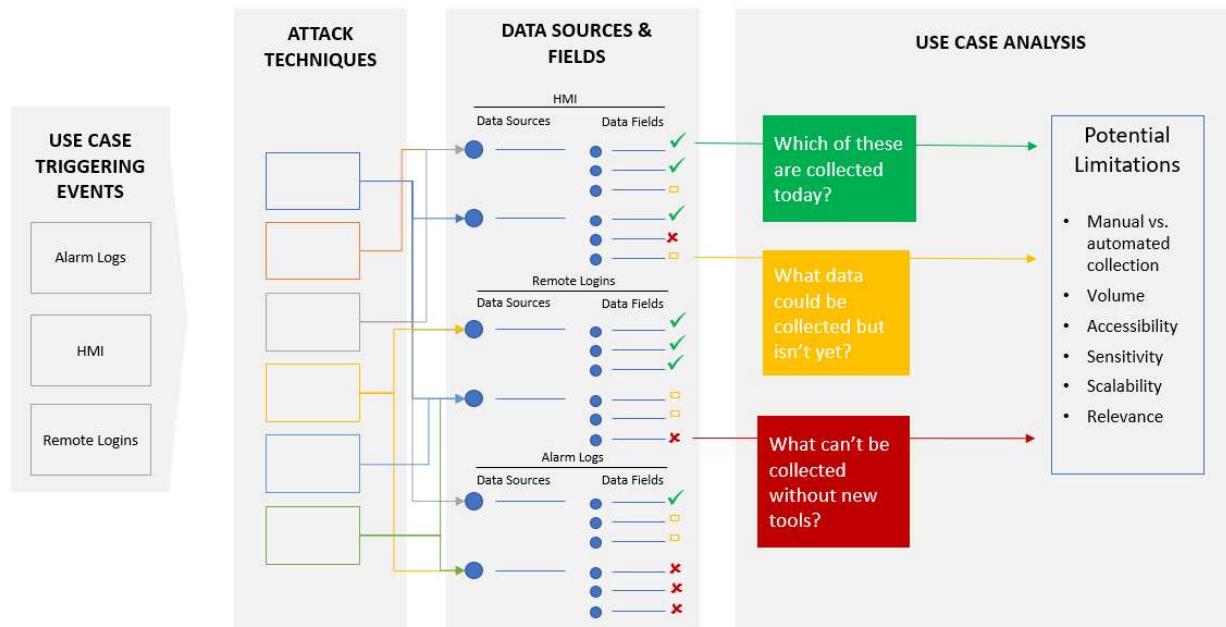 USE CASE
TRIGGERING
EVENTS
Alarm Logs
HMI
Remote Logins
ATTACK
TECHNIQUES
DATA SOURCES &
FIELDS
HMI
Data Sources
Data Fields
Remote Logins
Data Sources
Data Fields
Alarm Logs
Data Sources
Data Fields
USE CASE ANALYSIS
Which of these
are collected
today?
What data
could be
collected but
isn't yet?
What can't be
collected
without new
tools?
Potential
Limitations
• Manual vs.
automated
collection
• Volume
• Accessibility
• Sensitivity
• Scalability
• Relevance